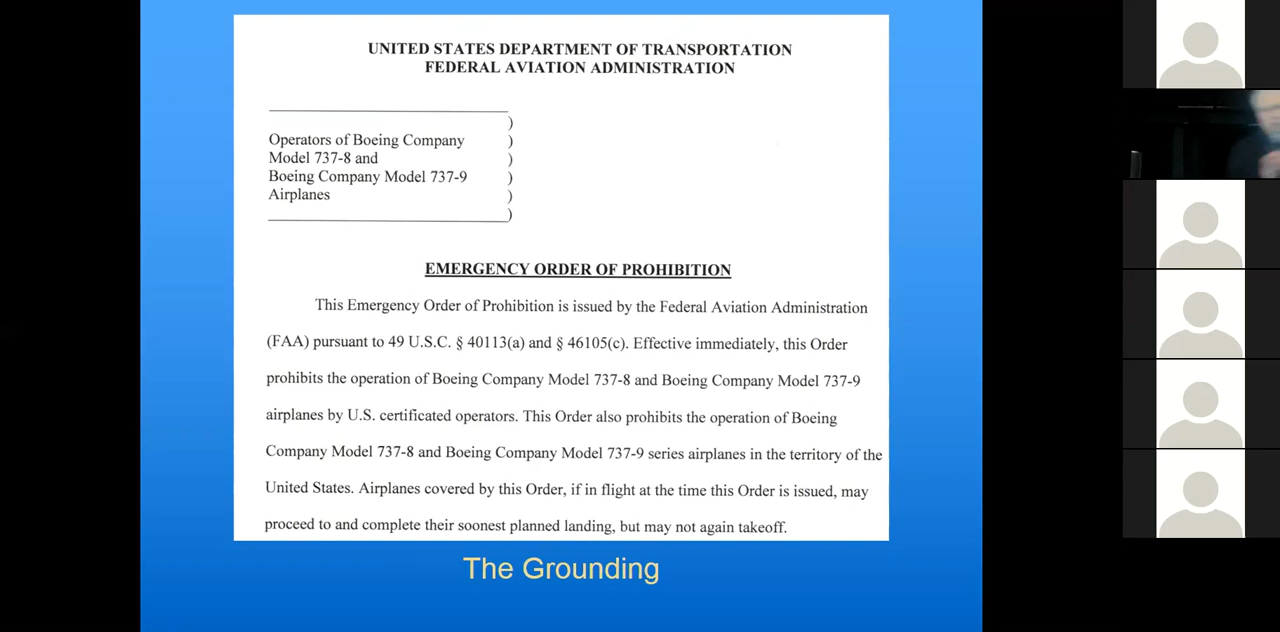 UNITED STATES DEPARTMENT OF TRANSPORTATION
FEDERAL AVIATION ADMINISTRATION
)
Operators of Boeing Company )
Model 737-8 and )
Boeing Company Model 737-9 )
Airplanes )
)
EMERGENCY ORDER OF PROHIBITION
This Emergency Order of Prohibition is issued by the Federal Aviation Administration
(FAA) pursuant to 49 U.S.C. § 40113(a) and § 46105(c). Effective immediately, this Order
prohibits the operation of Boeing Company Model 737-8 and Boeing Company Model 737-9
airplanes by U.S. certificated operators. This Order also prohibits the operation of Boeing
Company Model 737-8 and Boeing Company Model 737-9 series airplanes in the territory of the
United States. Airplanes covered by this Order, if in flight at the time this Order is issued, may
proceed to and complete their soonest planned landing, but may not again takeoff.
The Grounding